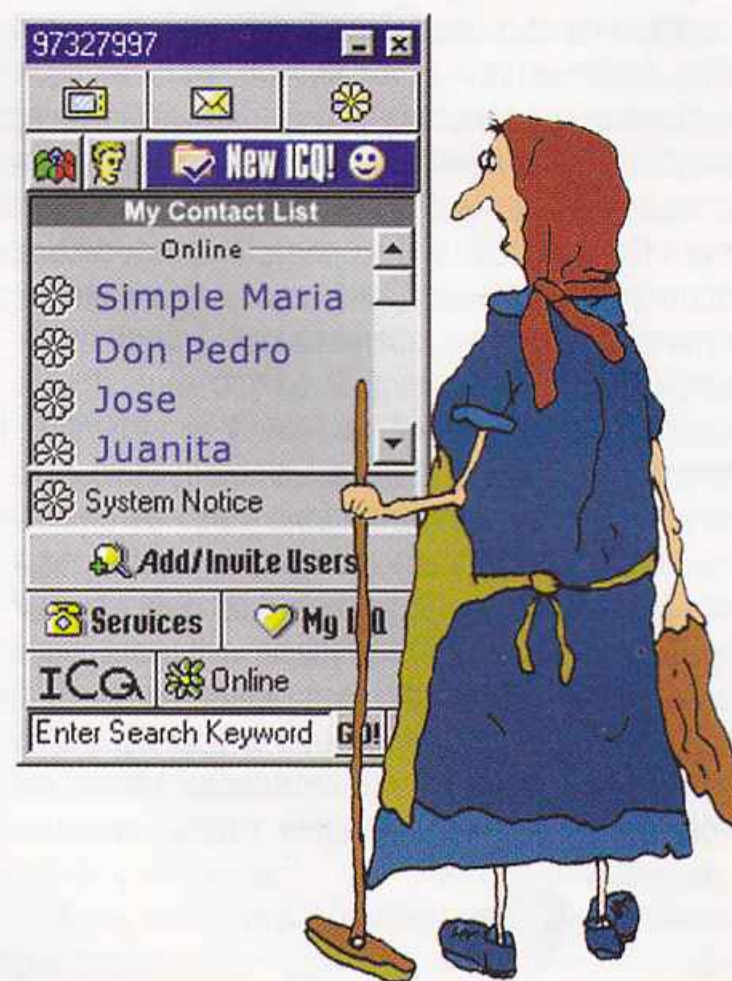 97327997
New ICQ!
My Contact List
Online
Simple Maria
Don Pedro
Jose
Juanita
System Notice
Add/Invite Users
Services
My
ICQ
Online
Enter Search Keyword
GO!